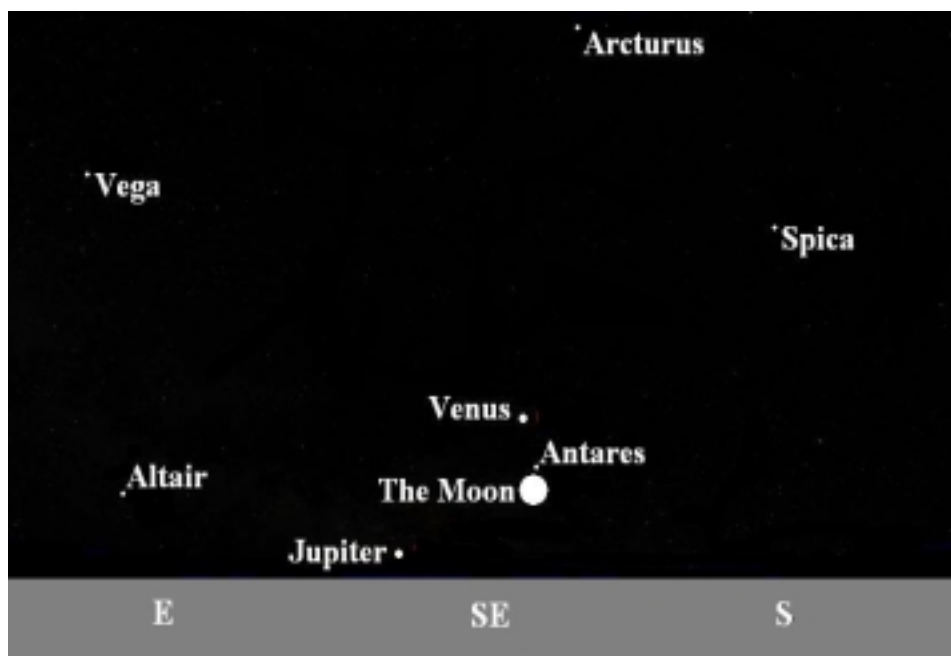 Arcturus
Vega
Spica
Venus
Antares
Altair
The Moon
Jupiter
E SE S